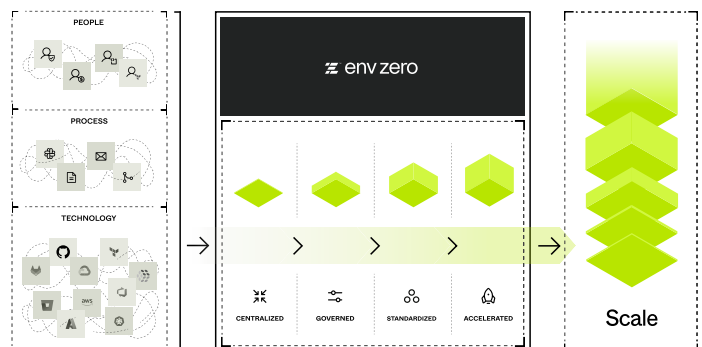 PEOPLE
PROCESS
TECHNOLOGY
aws
env zero
CENTRALIZED
GOVERNED
STANDARDIZED
ACCELERATED
Scale